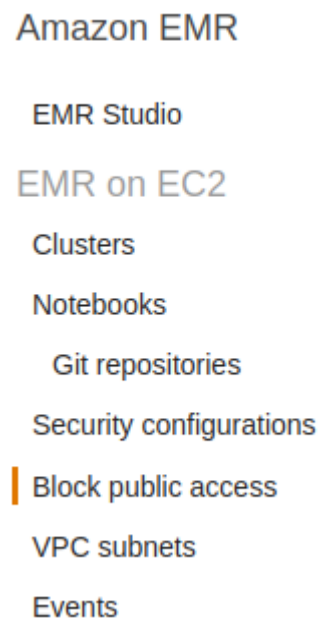 Amazon EMR
EMR Studio
EMR on EC2
Clusters
Notebooks
Git repositories
Security configurations
Block public access
VPC subnets
Events